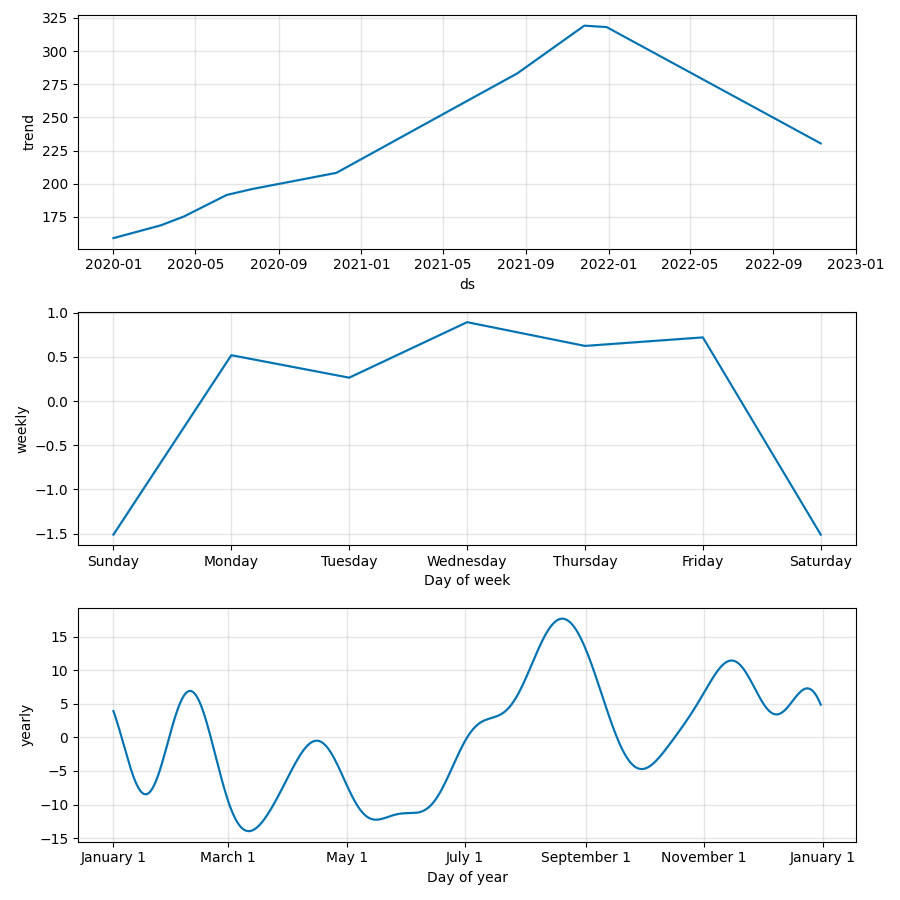 325
300
275
250
225
200
175
trend
2020-01 2020-05 2020-09 2021-01 2021-05 2021-09 2022-01 2022-05 2022-09 2023-01
ds
1.0
0.5
0.0
−0.5
−1.0
−1.5
weekly
Sunday Monday Tuesday Wednesday Thursday Friday Saturday
Day of week
15
10
5
0
−5
−10
−15
yearly
January 1 March 1 May 1 July 1 September 1 November 1 January 1
Day of year